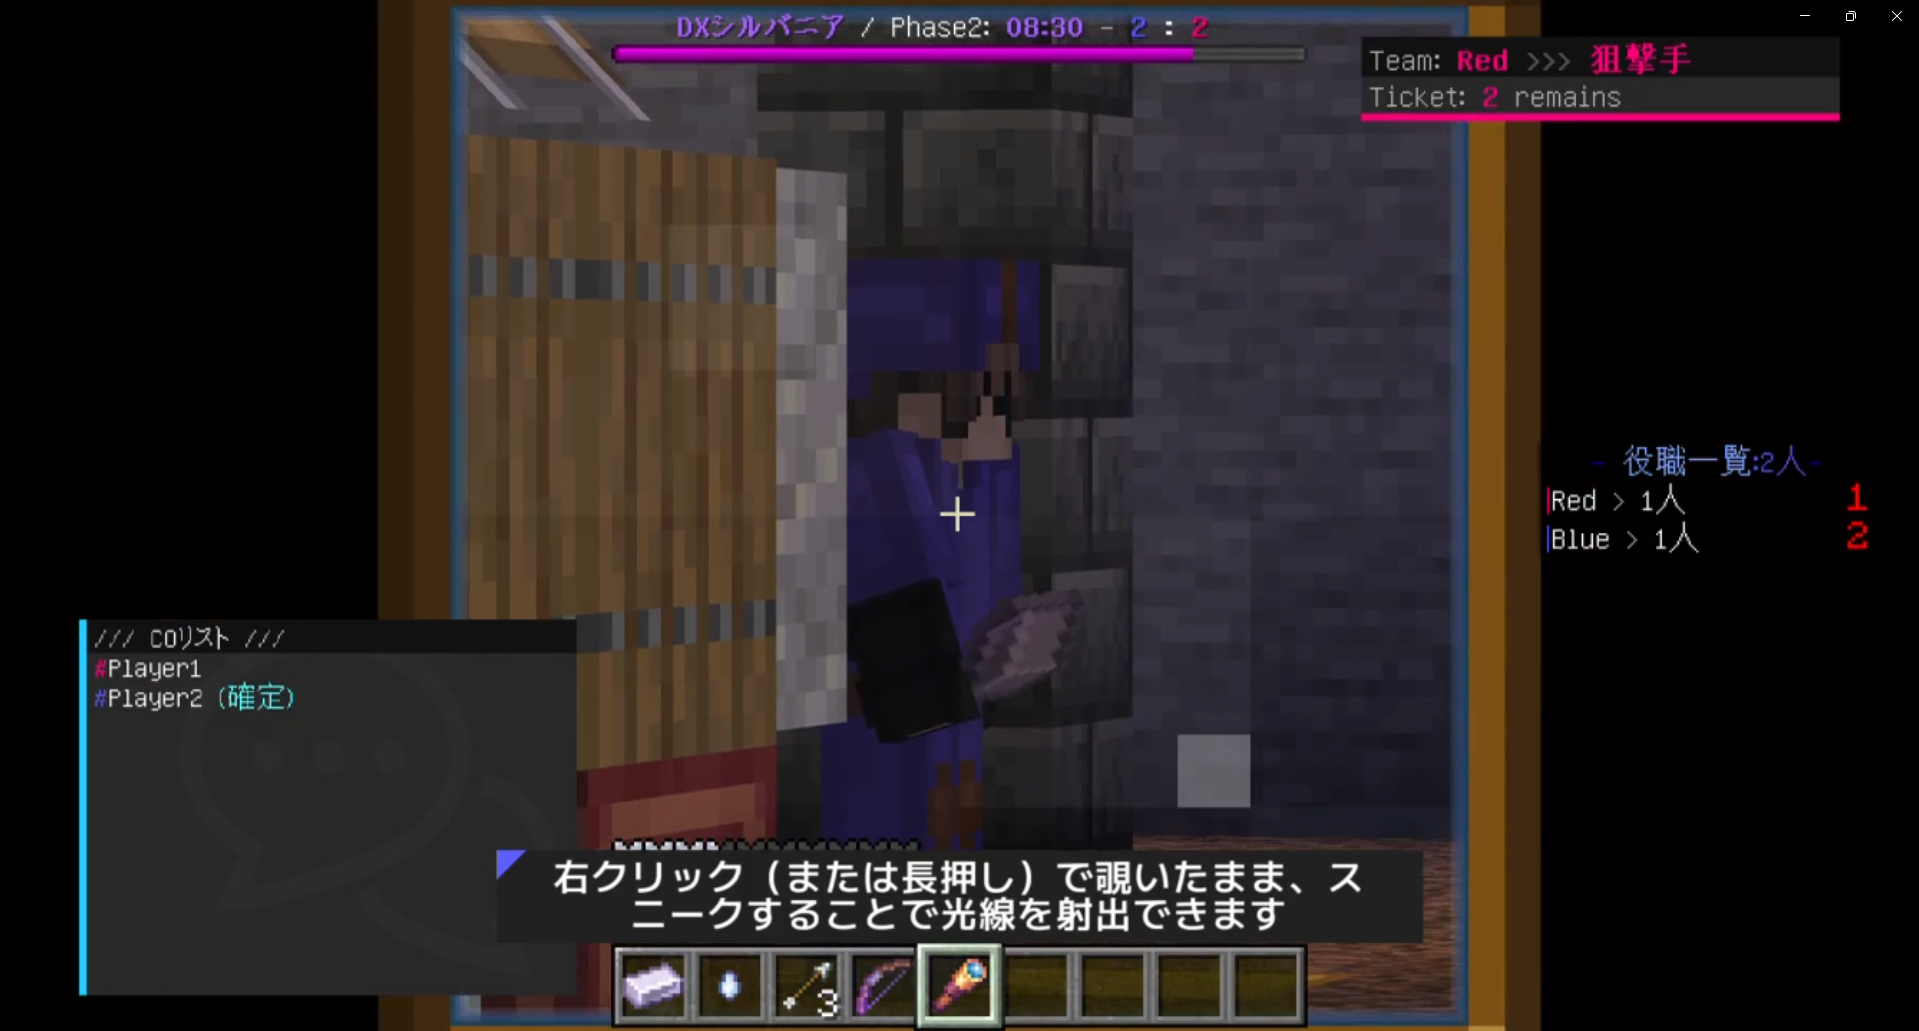 DXシルバニア / Phase2: 08:30 - 2 : 2
Team: Red >>> 狙撃手
Ticket: 2 remains
- 役職一覧:2人 -
Red > 1人 1
Blue > 1人 2
/// COリスト ///
#Player1
#Player2 (確定)
右クリック（または長押し）で覗いたまま、ス
ニークすることで光線を射出できます
3